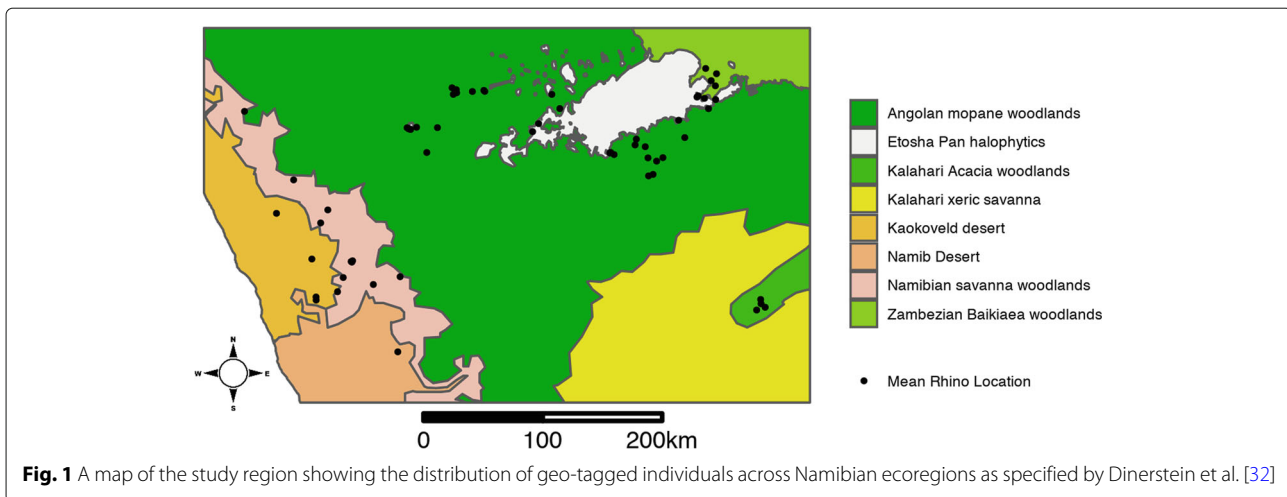 Angolan mopane woodlands
Etosha Pan halophytics
Kalahari Acacia woodlands
Kalahari xeric savanna
Kaokoveld desert
Namib Desert
Namibian savanna woodlands
Zambezian Baikiaea woodlands
Mean Rhino Location
N
W E
S
0 100 200km
Fig. 1 A map of the study region showing the distribution of geo-tagged individuals across Namibian ecoregions as specified by Dinerstein et al. [32]